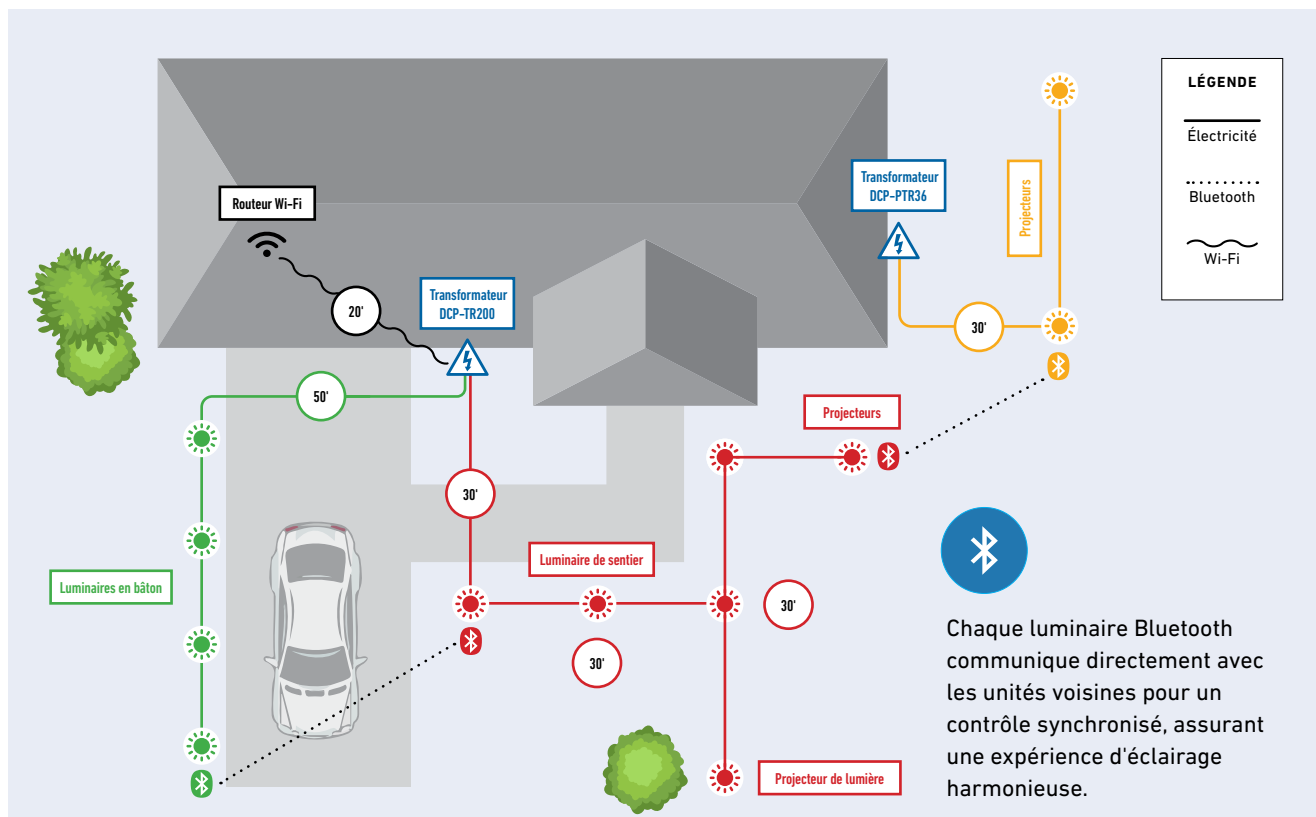 LÉGENDE
Électricité
Bluetooth
Wi-Fi
Transformateur
DCP-PTR36
Projecteurs
Routeur Wi-Fi
20'
Transformateur
DCP-TR200
30'
50'
Projecteurs
30'
Luminaire de sentier
Luminaires en bâton
30'
30'
Projecteur de lumière
Chaque luminaire Bluetooth
communique directement avec
les unités voisines pour un
contrôle synchronisé, assurant
une expérience d'éclairage
harmonieuse.